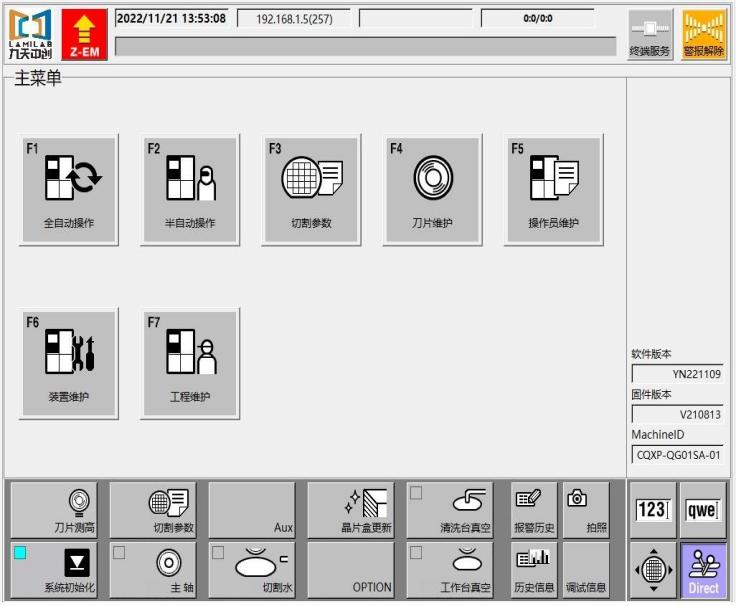 LAMILAB
九天中创
Z-EM
2022/11/21 13:53:08
192.168.1.5(257)
0:0/0:0
终端服务
警报解除
主菜单
F1
全自动操作
F2
半自动操作
F3
切割参数
F4
刀片维护
F5
操作员维护
F6
装置维护
F7
工程维护
软件版本
YN221109
固件版本
V210813
MachineID
CQXP-QG01SA-01
刀片测高
切割参数
Aux
晶片盒更新
清洗台真空
报警历史
拍照
123
qwe
系统初始化
主轴
切割水
OPTION
工作台真空
历史信息
调试信息
Direct